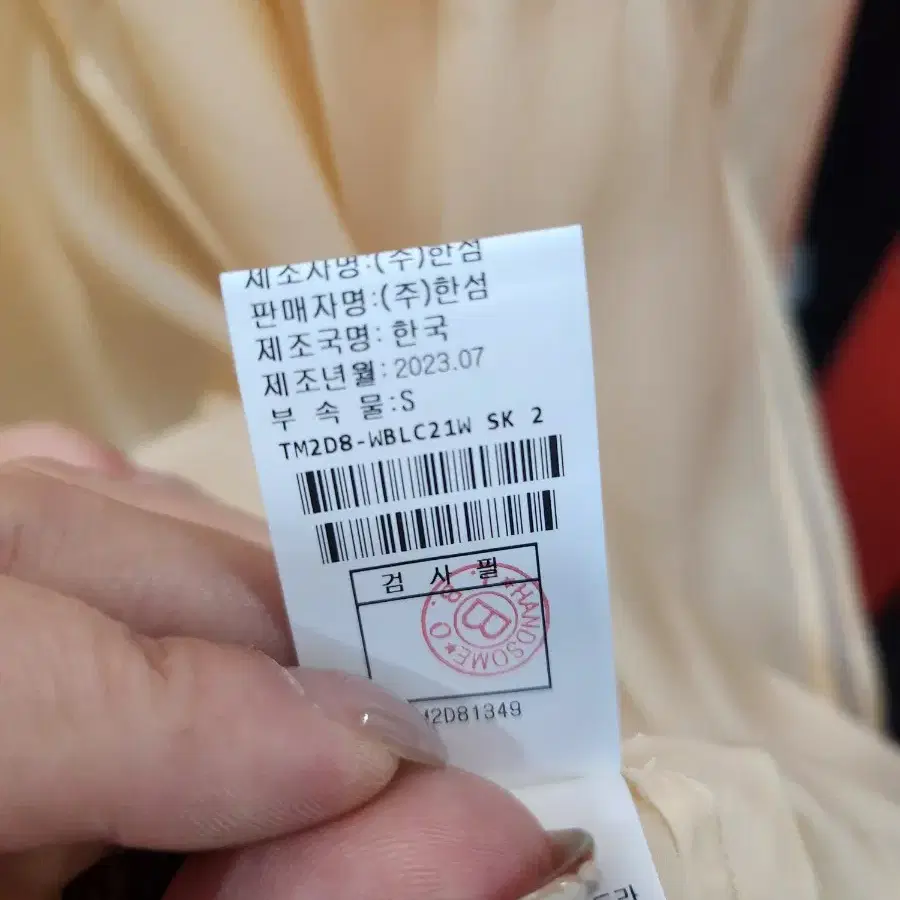 제조자명:(주)한섬
판매자명:(주)한섬
제조국명: 한국
제조년월: 2023.07
부 속 물:S
TM2D8-WBLC21W SK 2
검 사 필
HANDSOME
B
2D81349